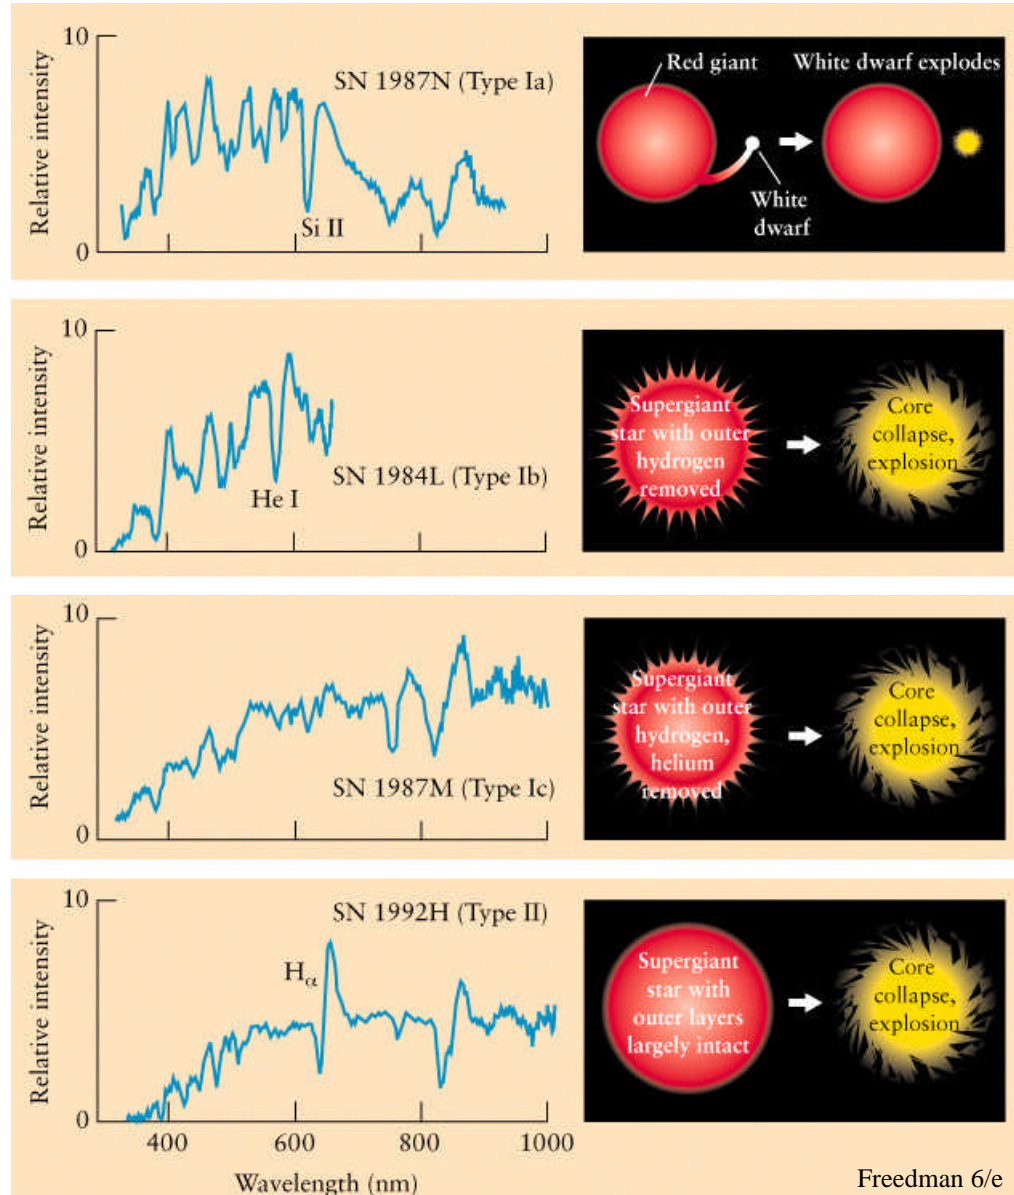 10
Relative intensity
0
SN 1987N (Type Ia)
Si II
Red giant
White dwarf explodes
White
dwarf
10
Relative intensity
0
SN 1984L (Type Ib)
He I
Supergiant
star with outer
hydrogen
removed
Core
collapse,
explosion
10
Relative intensity
0
SN 1987M (Type Ic)
Supergiant
star with outer
hydrogen,
helium
removed
Core
collapse,
explosion
10
Relative intensity
0
SN 1992H (Type II)
Hα
400 600 800 1000
Wavelength (nm)
Supergiant
star with
outer layers
largely intact
Core
collapse,
explosion
Freedman 6/e